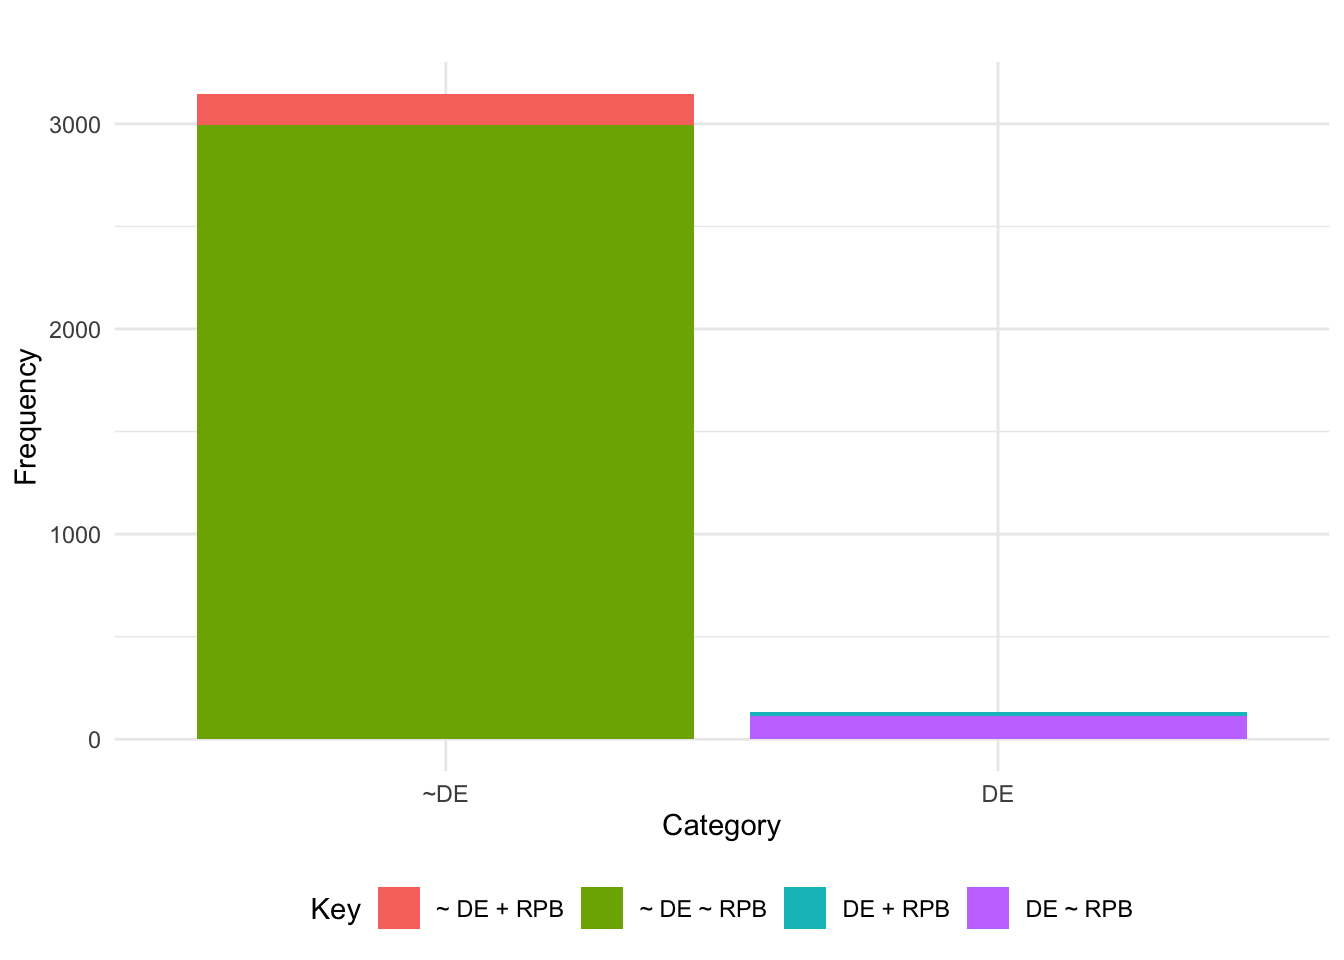 3000
2000
1000
0
Frequency
~DE
DE
Category
Key
~ DE + RPB
~ DE ~ RPB
DE + RPB
DE ~ RPB